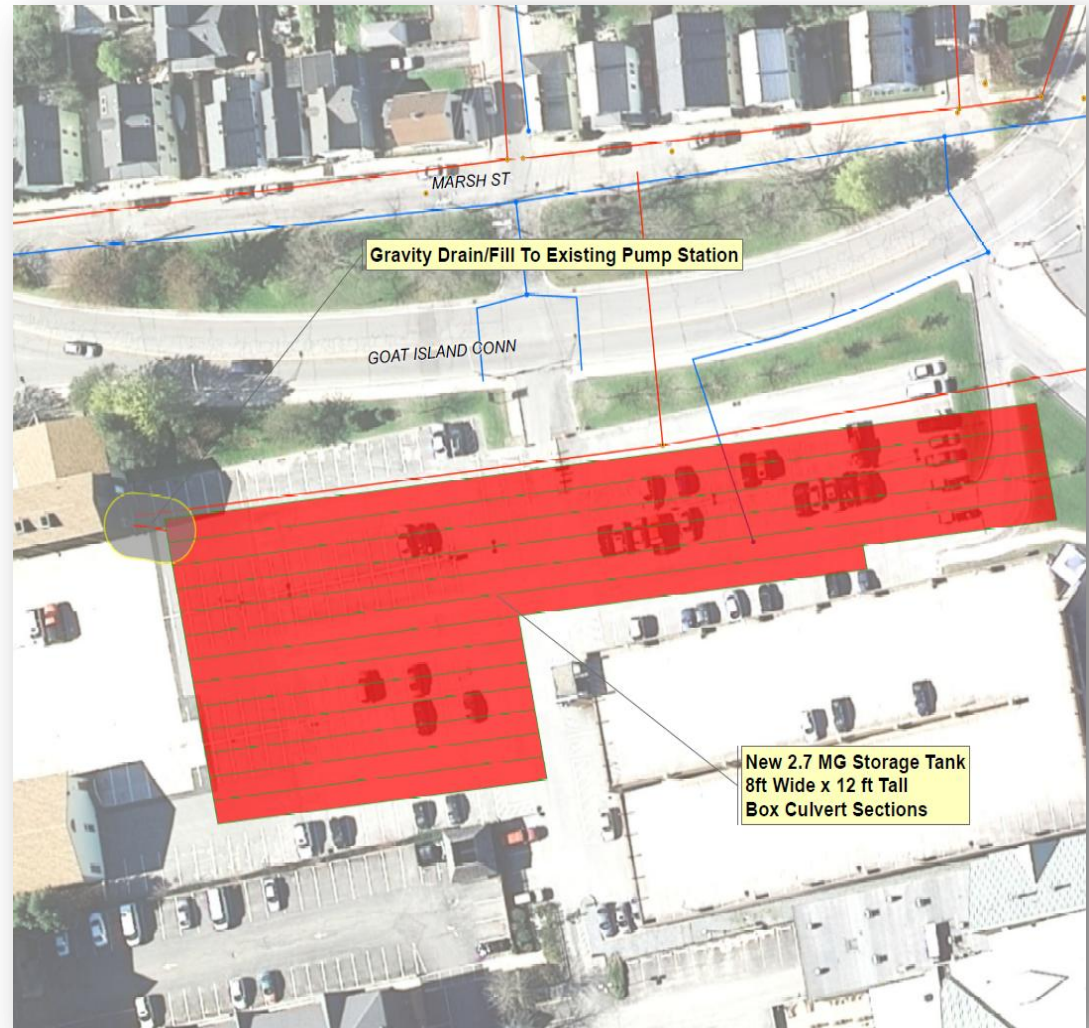 MARSH ST
Gravity Drain/Fill To Existing Pump Station
GOAT ISLAND CONN
New 2.7 MG Storage Tank
8ft Wide x 12 ft Tall
Box Culvert Sections